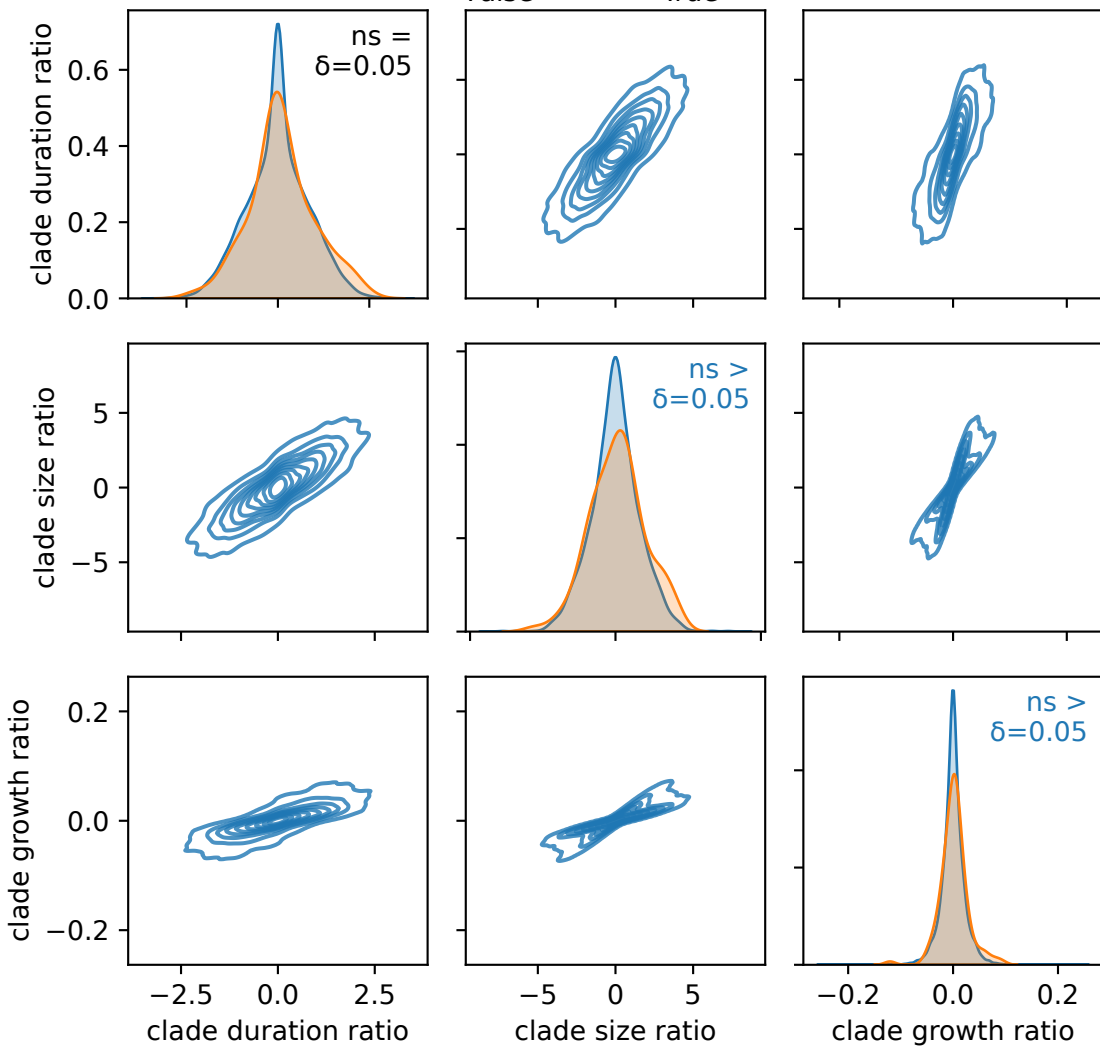 clade duration ratio
0.6
0.4
0.2
0.0
ns =
δ=0.05
clade size ratio
5
0
−5
ns >
δ=0.05
clade growth ratio
0.2
0.0
−0.2
ns >
δ=0.05
−2.5 0.0 2.5
−5 0 5
−0.2 0.0 0.2
clade duration ratio
clade size ratio
clade growth ratio